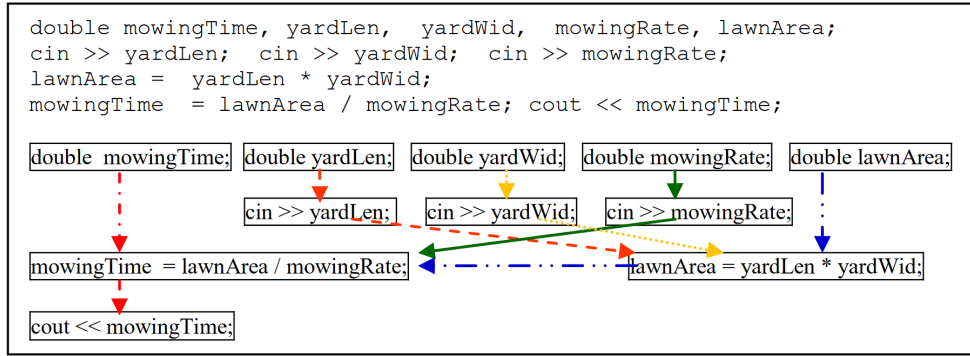 double mowingTime, yardLen,  yardWid,  mowingRate, lawnArea;
cin >> yardLen;  cin >> yardWid;  cin >> mowingRate;
lawnArea =  yardLen * yardWid;
mowingTime  = lawnArea / mowingRate; cout << mowingTime;
double  mowingTime; double yardLen; double yardWid; double mowingRate; double lawnArea;
cin >> yardLen; cin >> yardWid; cin >> mowingRate;
mowingTime  = lawnArea / mowingRate; lawnArea = yardLen * yardWid;
cout << mowingTime;